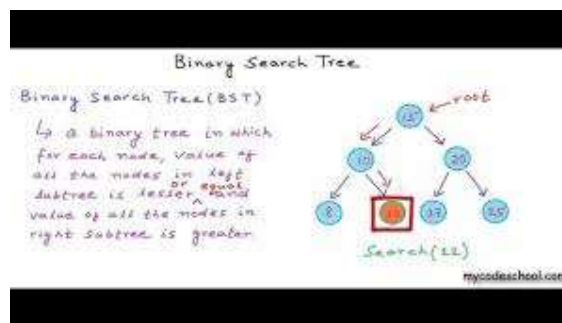 Binary Search Tree
Binary Search Tree (BST)
↳ a binary tree in which
for each node, value of
all the nodes in left
or equal
subtree is lesser ^ and
value of all the nodes in
right subtree is greater
root
15
10
20
8
12
17
25
Search(12)
mycodeschool.com